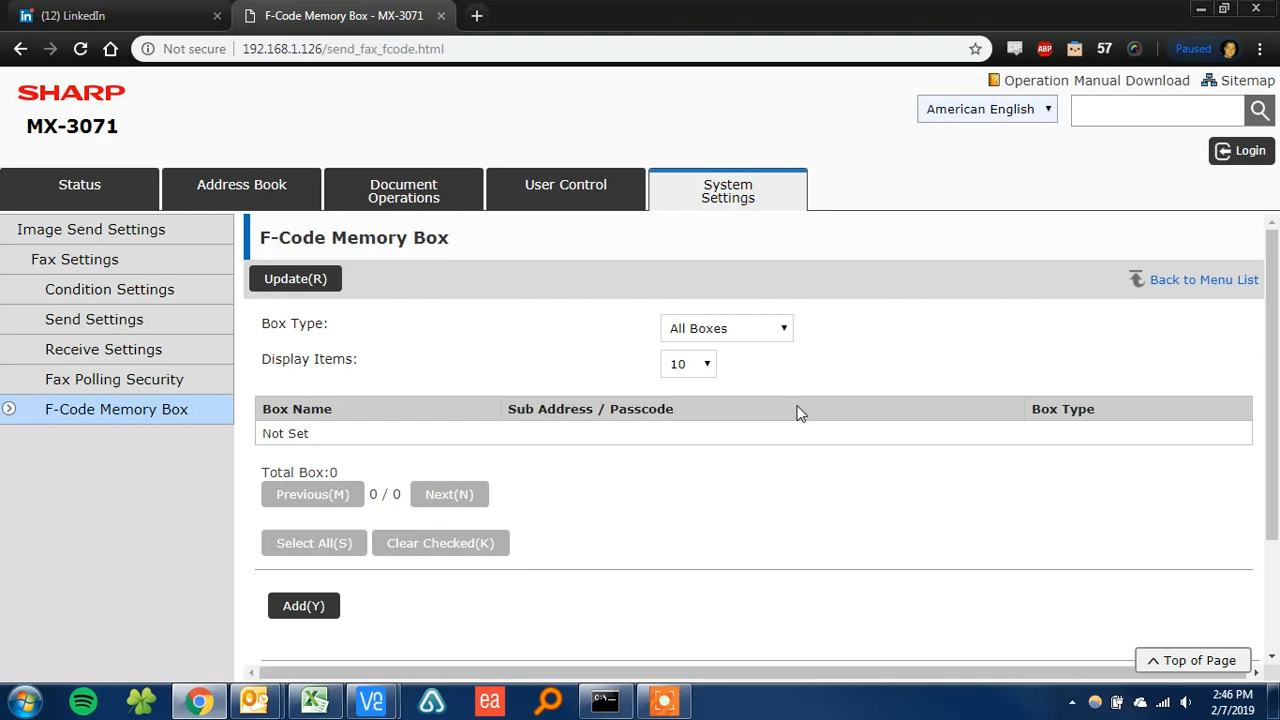 (12) LinkedIn
F-Code Memory Box - MX-3071
Not secure
192.168.1.126/send_fax_fcode.html
ABP
57
Paused
SHARP
MX-3071
Operation Manual Download
Sitemap
American English
Login
Status
Address Book
Document
Operations
User Control
System
Settings
Image Send Settings
Fax Settings
Condition Settings
Send Settings
Receive Settings
Fax Polling Security
F-Code Memory Box
F-Code Memory Box
Update(R)
Back to Menu List
Box Type:
All Boxes
Display Items:
10
Box Name
Sub Address / Passcode
Box Type
Not Set
Total Box:0
Previous(M)
0 / 0
Next(N)
Select All(S)
Clear Checked(K)
Add(Y)
Top of Page
ea
C:\
2:46 PM
2/7/2019